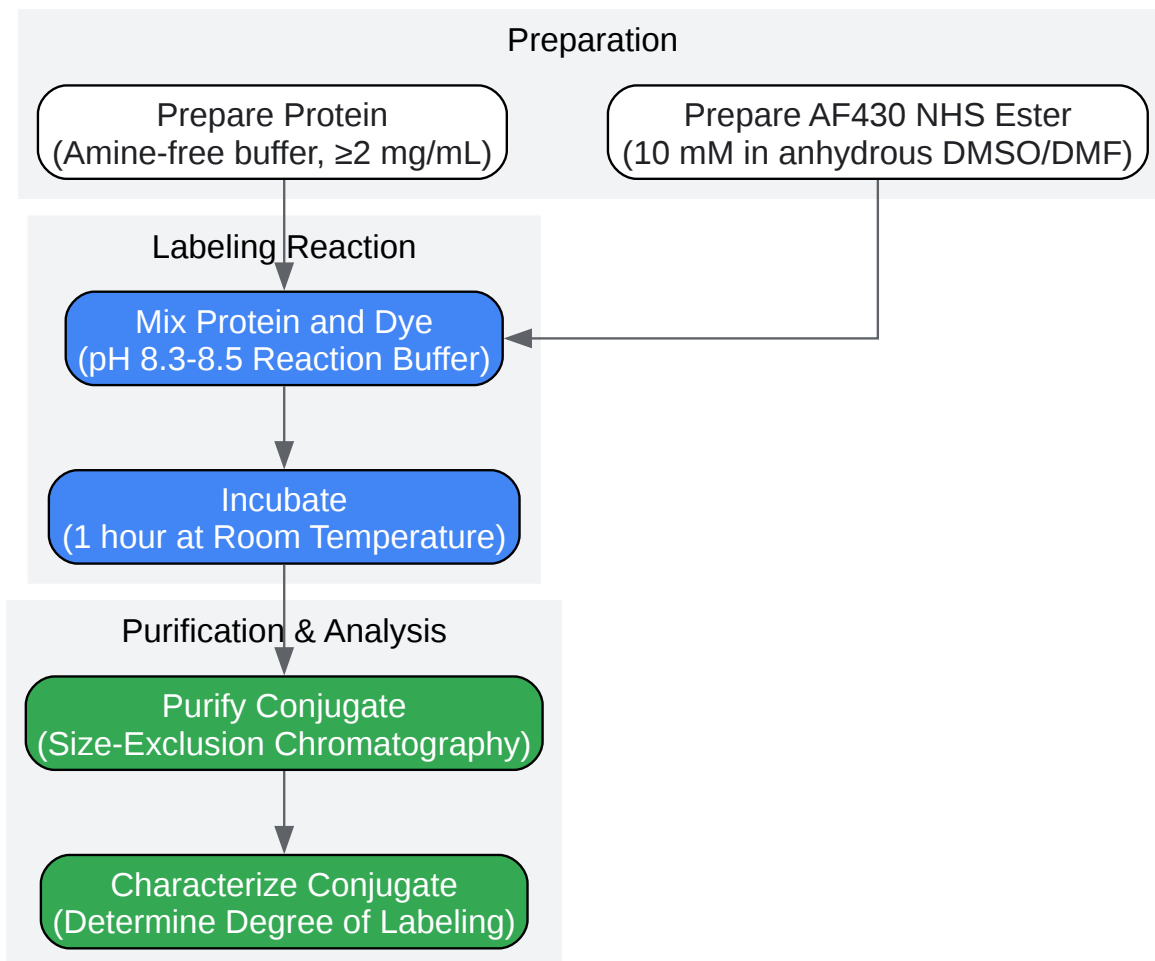 Preparation
Prepare Protein
(Amine-free buffer, ≥2 mg/mL)
Prepare AF430 NHS Ester
(10 mM in anhydrous DMSO/DMF)
Labeling Reaction
Mix Protein and Dye
(pH 8.3-8.5 Reaction Buffer)
Incubate
(1 hour at Room Temperature)
Purification & Analysis
Purify Conjugate
(Size-Exclusion Chromatography)
Characterize Conjugate
(Determine Degree of Labeling)